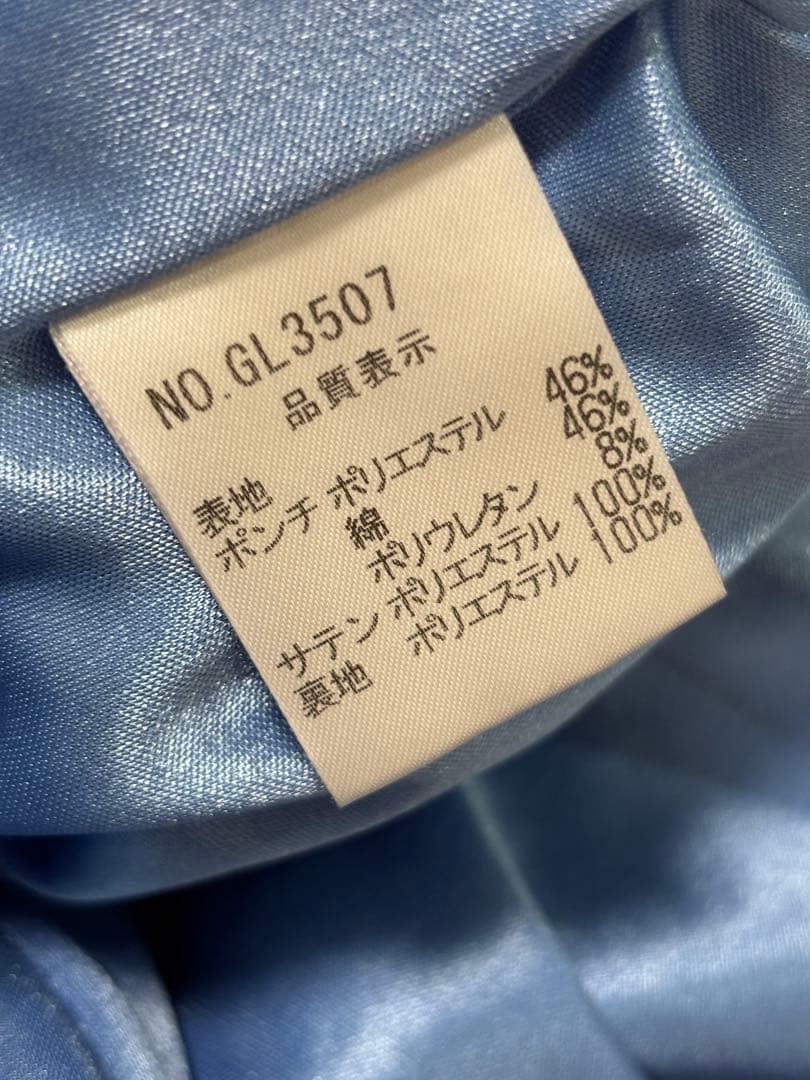 NO.GL3507
品質表示
表地
ポンチ ポリエステル 46%
綿 46%
ポリウレタン 8%
サテン ポリエステル 100%
裏地 ポリエステル 100%